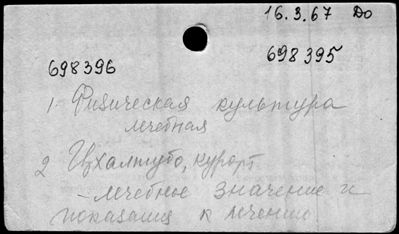 16.3.67 До
698395
698396
1. Физическая культура
лечебная
2 Цхалтубо, курорт
- лечебное значение и
показания к лечению